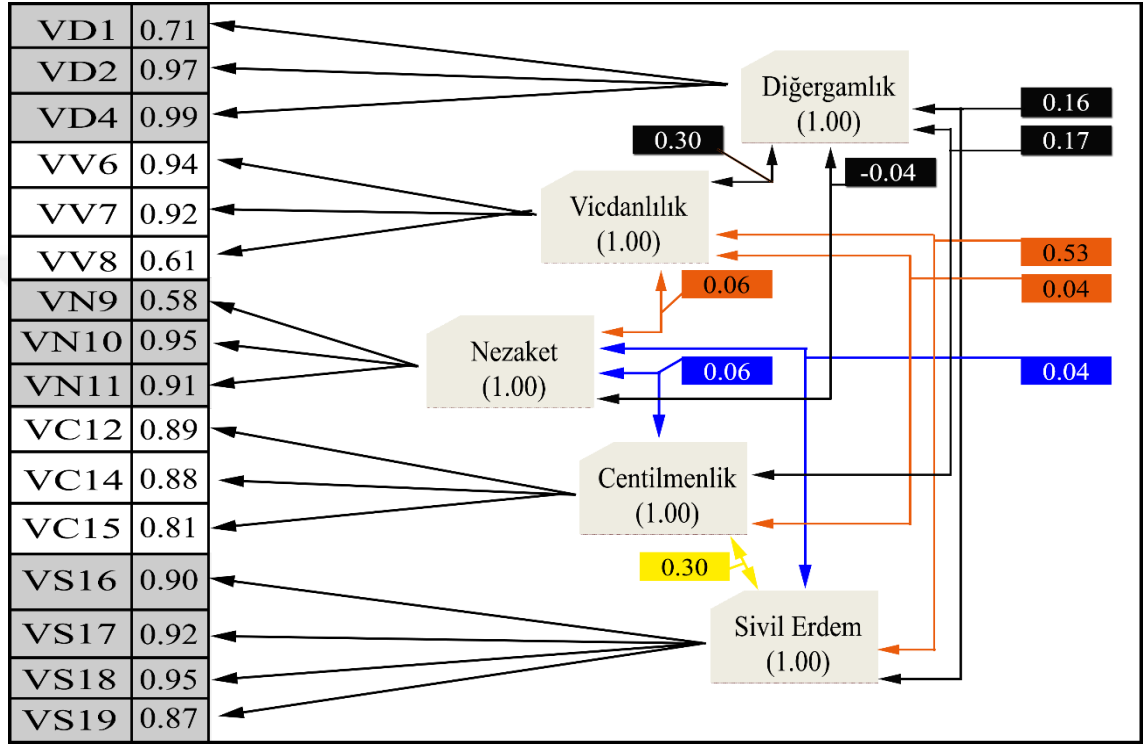 VD1 0.71
VD2 0.97
VD4 0.99
VV6 0.94
VV7 0.92
VV8 0.61
VN9 0.58
VN10 0.95
VN11 0.91
VC12 0.89
VC14 0.88
VC15 0.81
VS16 0.90
VS17 0.92
VS18 0.95
VS19 0.87
Diğergamlık
(1.00)
0.16
0.17
0.30
-0.04
Vicdanlılık
(1.00)
0.53
0.04
0.06
Nezaket
(1.00)
0.06
0.04
Centilmenlik
(1.00)
0.30
Sivil Erdem
(1.00)